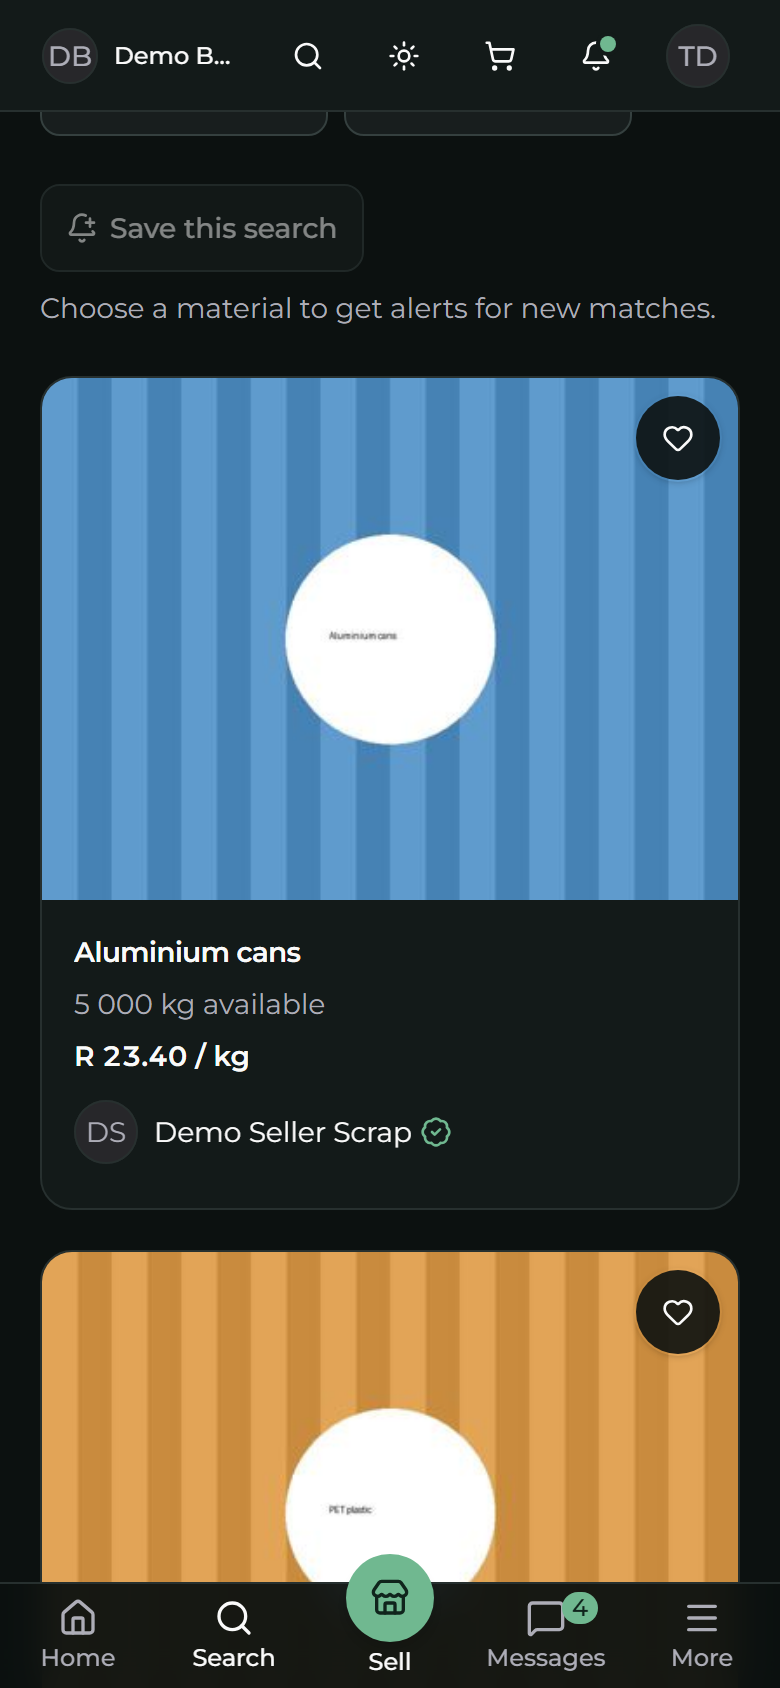 DB Demo B... TD
Save this search
Choose a material to get alerts for new matches.
Aluminium cans
Aluminium cans
5 000 kg available
R 23.40 / kg
DS Demo Seller Scrap
PET plastic
4
Home Search Sell Messages More